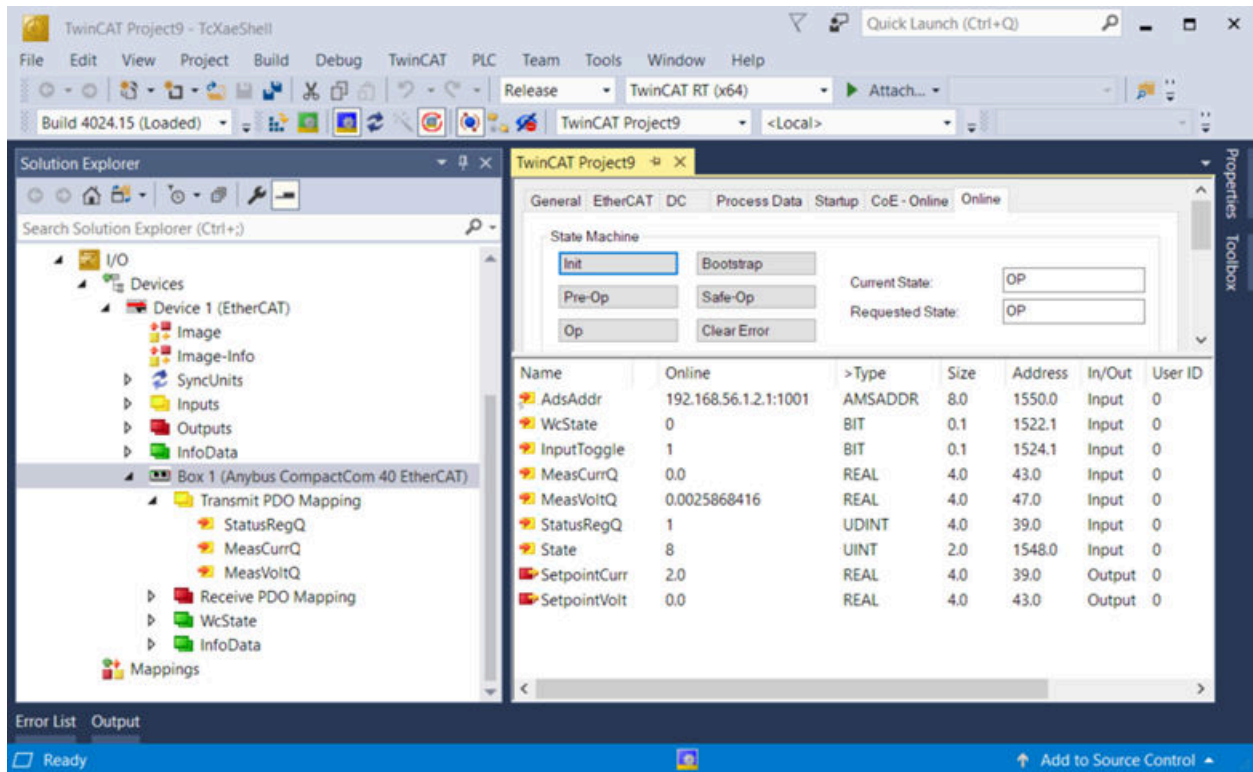 TwinCAT Project9 - TcXaeShell
Quick Launch (Ctrl+Q)
File Edit View Project Build Debug TwinCAT PLC Team Tools Window Help
Release TwinCAT RT (x64) Attach...
Build 4024.15 (Loaded) TwinCAT Project9 <Local>
Solution Explorer
Search Solution Explorer (Ctrl+;)
I/O
Devices
Device 1 (EtherCAT)
Image
Image-Info
SyncUnits
Inputs
Outputs
InfoData
Box 1 (Anybus CompactCom 40 EtherCAT)
Transmit PDO Mapping
StatusRegQ
MeasCurrQ
MeasVoltQ
Receive PDO Mapping
WcState
InfoData
Mappings
TwinCAT Project9
General EtherCAT DC Process Data Startup CoE - Online Online
State Machine
Init Bootstrap
Pre-Op Safe-Op
Op Clear Error
Current State: OP
Requested State: OP
Name Online >Type Size Address In/Out User ID
AdsAddr 192.168.56.1.2.1:1001 AMSADDR 8.0 1550.0 Input 0
WcState 0 BIT 0.1 1522.1 Input 0
InputToggle 1 BIT 0.1 1524.1 Input 0
MeasCurrQ 0.0 REAL 4.0 43.0 Input 0
MeasVoltQ 0.0025868416 REAL 4.0 47.0 Input 0
StatusRegQ 1 UDINT 4.0 39.0 Input 0
State 8 UINT 2.0 1548.0 Input 0
SetpointCurr 2.0 REAL 4.0 39.0 Output 0
SetpointVolt 0.0 REAL 4.0 43.0 Output 0
Properties
Toolbox
Error List Output
Ready
Add to Source Control